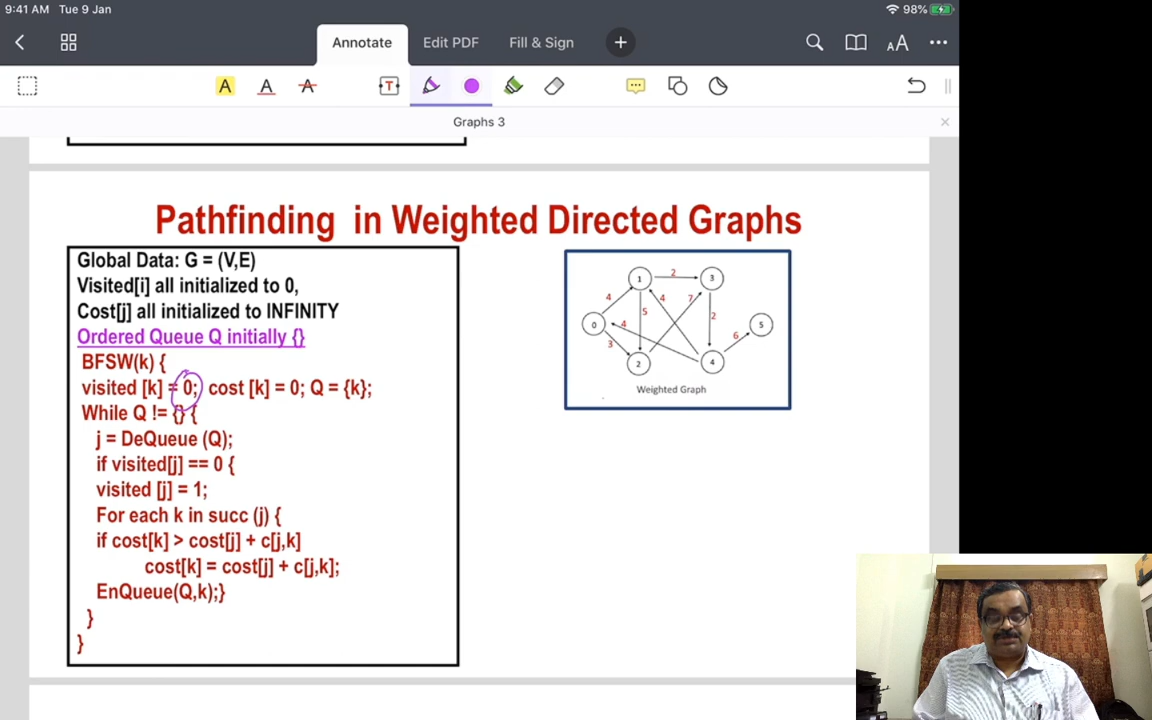 9:41 AM Tue 9 Jan 98%
Annotate Edit PDF Fill & Sign
A A A T AA
Graphs 3
Pathfinding in Weighted Directed Graphs
Global Data: G = (V,E)
Visited[i] all initialized to 0,
Cost[j] all initialized to INFINITY
Ordered Queue Q initially {}
BFSW(k) {
visited [k] = 0; cost [k] = 0; Q = {k};
While Q != {} {
j = DeQueue (Q);
if visited[j] == 0 {
visited [j] = 1;
For each k in succ (j) {
if cost[k] > cost[j] + c[j,k]
cost[k] = cost[j] + c[j,k];
EnQueue(Q,k);}
}
}
1 2 3
4 4 7
5 2
0 4 5
3 6
2 4
Weighted Graph